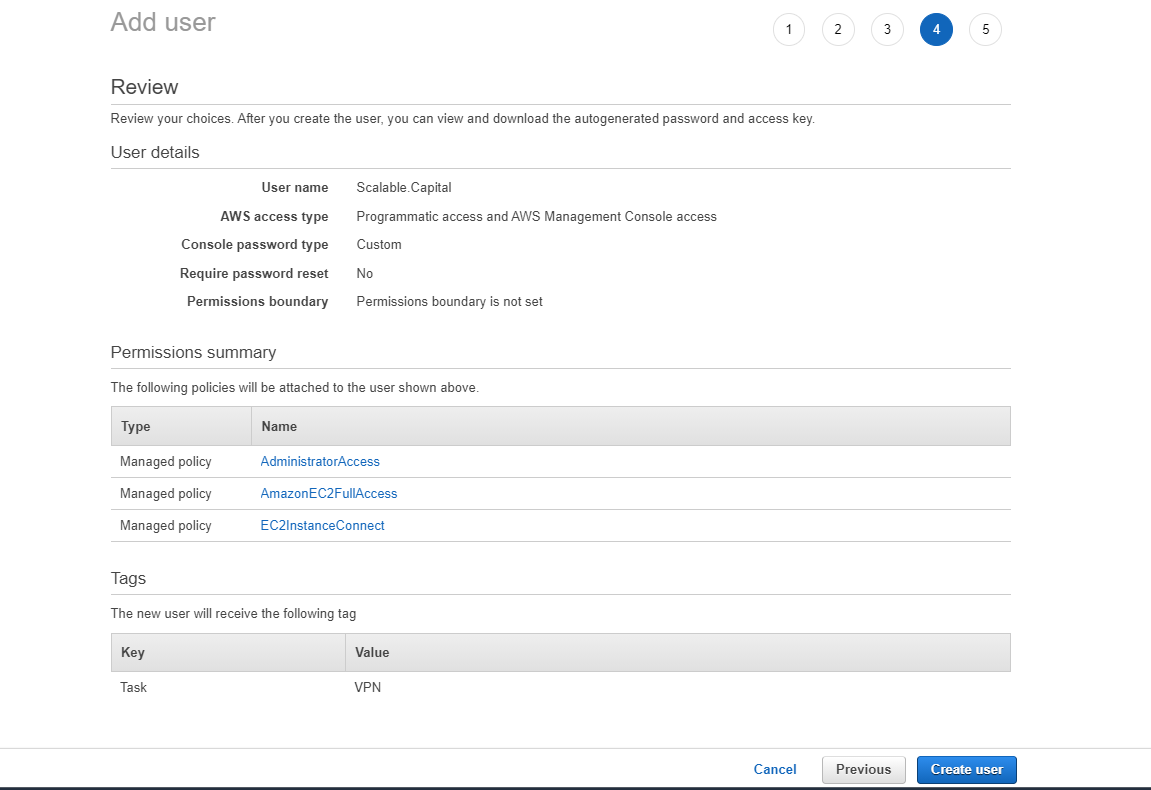 Add user
1 2 3 4 5
Review
Review your choices. After you create the user, you can view and download the autogenerated password and access key.
User details
User name Scalable.Capital
AWS access type Programmatic access and AWS Management Console access
Console password type Custom
Require password reset No
Permissions boundary Permissions boundary is not set
Permissions summary
The following policies will be attached to the user shown above.
Type Name
Managed policy AdministratorAccess
Managed policy AmazonEC2FullAccess
Managed policy EC2InstanceConnect
Tags
The new user will receive the following tag
Key Value
Task VPN
Cancel Previous Create user